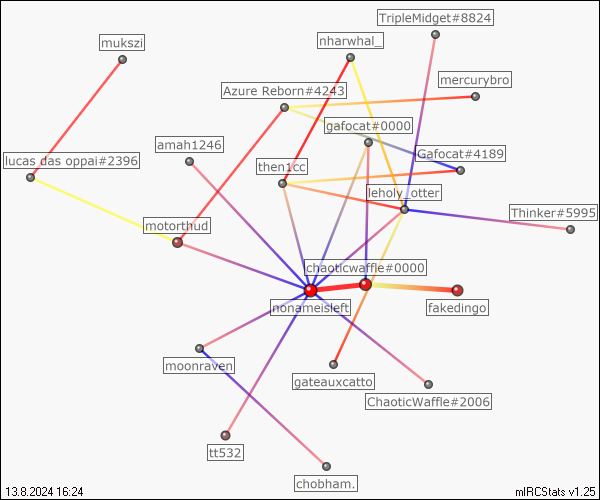 TripleMidget#8824
mukszi
nharwhal_
mercurybro
Azure Reborn#4243
gafocat#0000
amah1246
Gafocat#4189
lucas das oppai#2396
then1cc
leholy_otter
Thinker#5995
motorthud
chaoticwaffle#0000
nonameisleft
fakedingo
moonraven
gateauxcatto
ChaoticWaffle#2006
tt532
chobham.
13.8.2024 16:24
mIRCStats v1.25